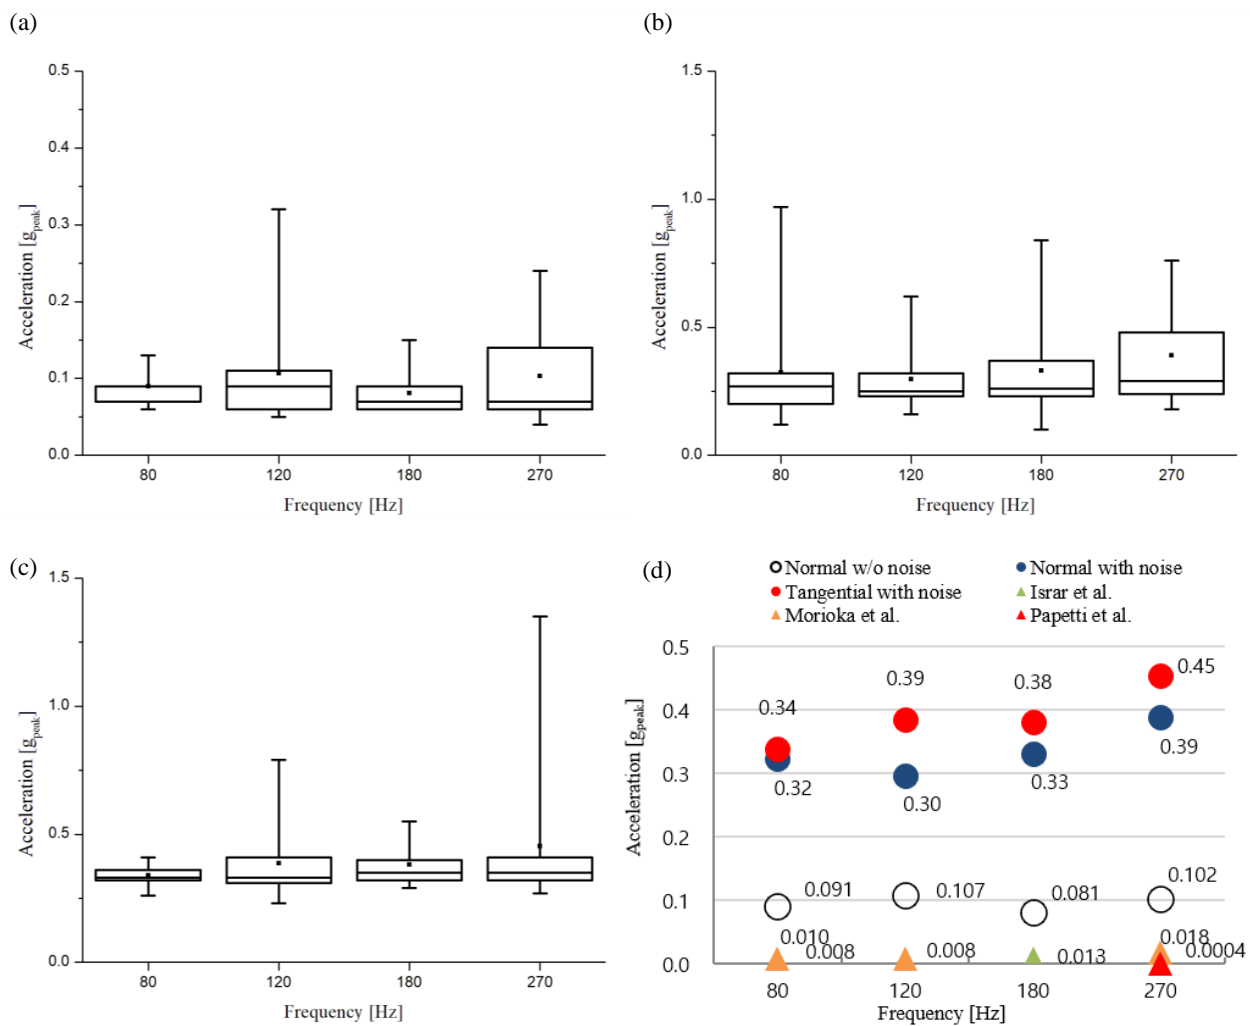 (a)
0.5
0.4
0.3
0.2
0.1
0.0
Acceleration [gpeak]
80 120 180 270
Frequency [Hz]
(b)
1.5
1.0
0.5
0.0
Acceleration [gpeak]
80 120 180 270
Frequency [Hz]
(c)
1.5
1.0
0.5
0.0
Acceleration [gpeak]
80 120 180 270
Frequency [Hz]
(d)
Normal w/o noise Normal with noise
Tangential with noise Israr et al.
Morioka et al. Papetti et al.
0.5
0.4
0.3
0.2
0.1
0.0
Acceleration [gpeak]
0.34 0.39 0.38 0.45
0.32 0.30 0.33 0.39
0.091 0.107 0.081 0.102
0.010 0.018
0.008 0.008 0.013 0.0004
80 120 180 270
Frequency [Hz]